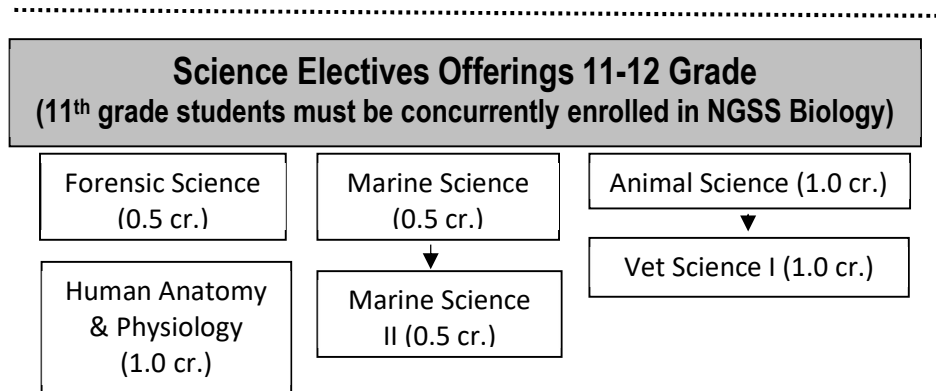 Science Electives Offerings 11-12 Grade
(11th grade students must be concurrently enrolled in NGSS Biology)
Forensic Science
(0.5 cr.)
Human Anatomy
& Physiology
(1.0 cr.)
Marine Science
(0.5 cr.)
Marine Science
II (0.5 cr.)
Animal Science (1.0 cr.)
Vet Science I (1.0 cr.)